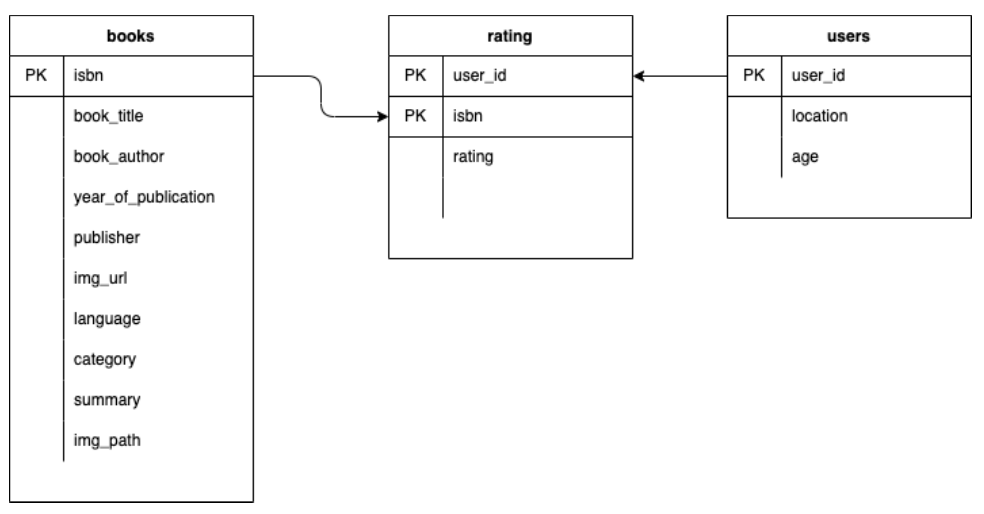 books
PK isbn
book_title
book_author
year_of_publication
publisher
img_url
language
category
summary
img_path
rating
PK user_id
PK isbn
rating
users
PK user_id
location
age